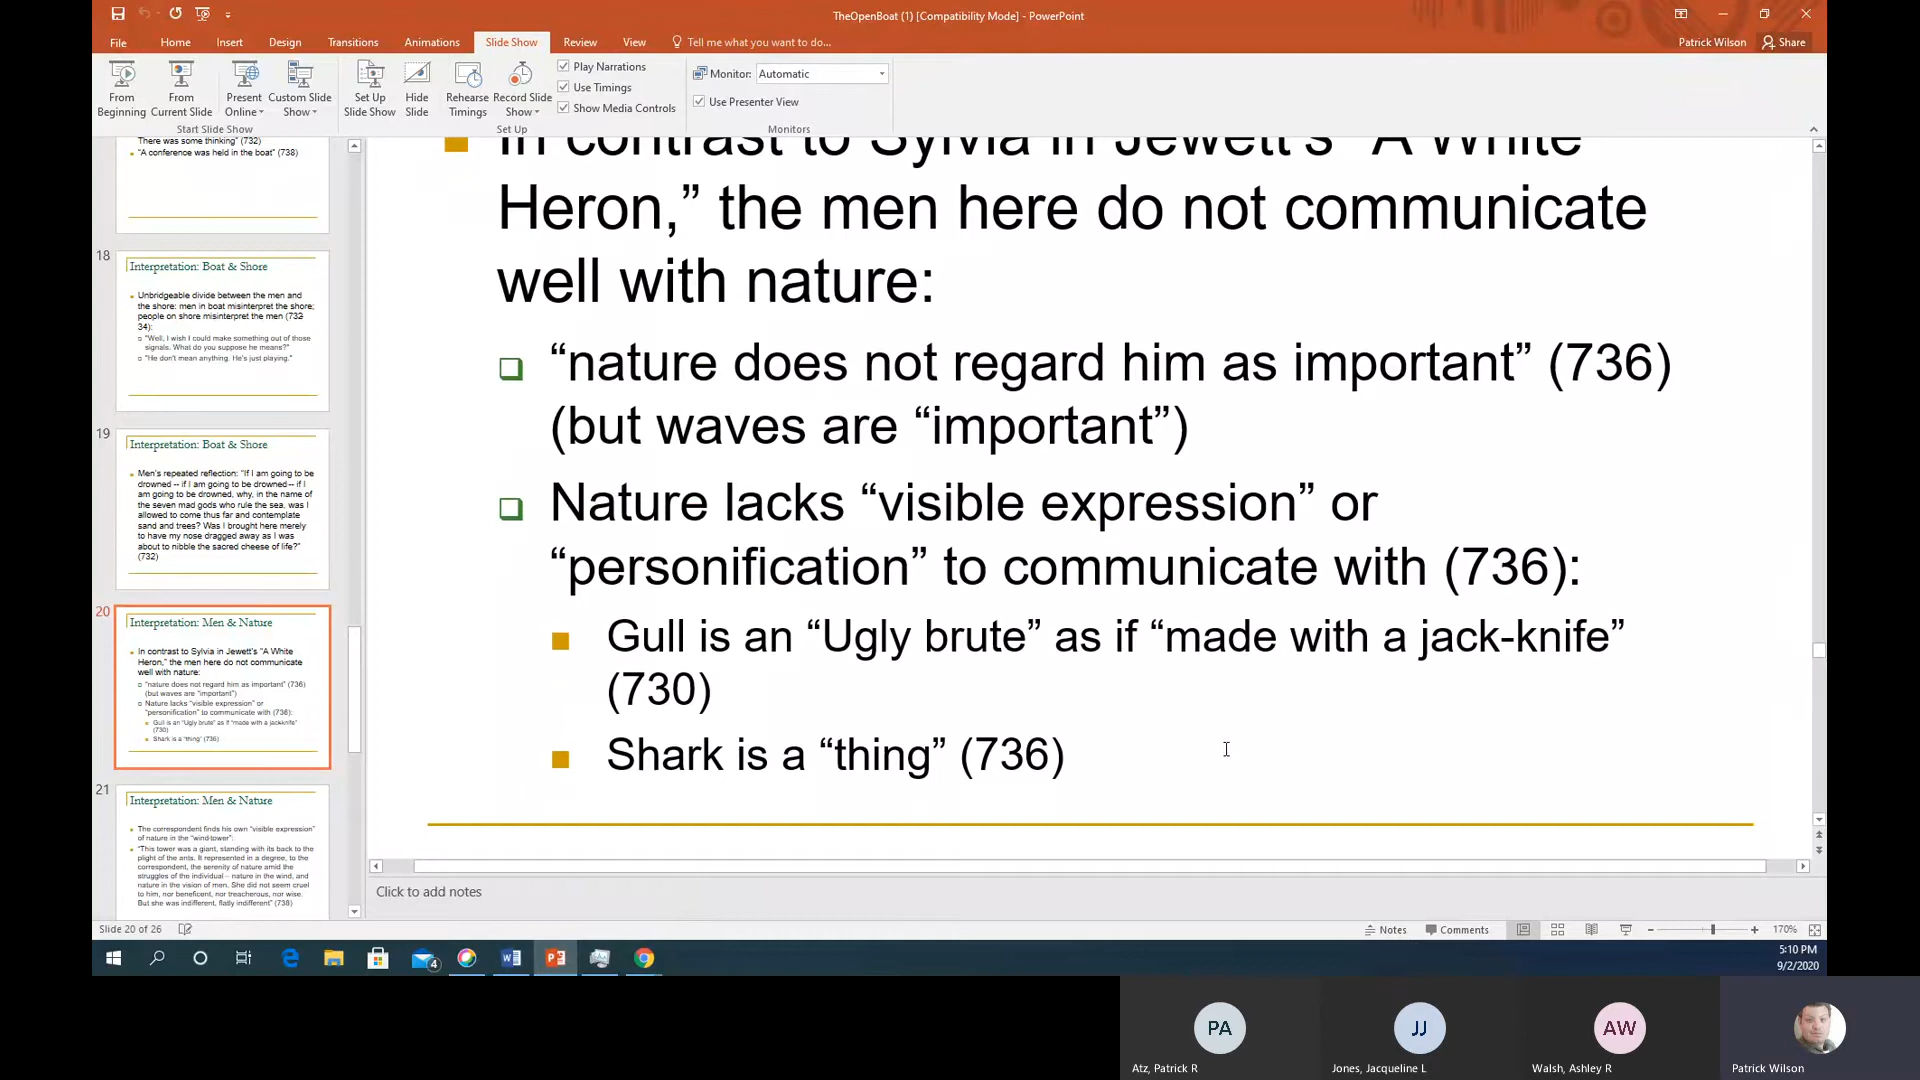 TheOpenBoat (1) [Compatibility Mode] - PowerPoint
File Home Insert Design Transitions Animations Slide Show Review View Tell me what you want to do... Patrick Wilson Share
From Beginning
From Current Slide
Present Online
Custom Slide Show
Start Slide Show
Set Up Slide Show
Hide Slide
Rehearse Timings
Record Slide Show
Play Narrations
Use Timings
Show Media Controls
Set Up
Monitor: Automatic
Use Presenter View
Monitors
There was some thinking" (732)
"A conference was held in the boat" (738)
18
Interpretation: Boat & Shore
Unbridgeable divide between the men and
the shore: men in boat misinterpret the shore;
people on shore misinterpret the men (732-
34):
"Well, I wish I could make something out of those
signals. What do you suppose he means?"
"He don't mean anything. He's just playing."
19
Interpretation: Boat & Shore
Men's repeated reflection: "If I am going to be
drowned -- if I am going to be drowned -- if I
am going to be drowned, why, in the name of
the seven mad gods who rule the sea, was I
allowed to come thus far and contemplate
sand and trees? Was I brought here merely
to have my nose dragged away as I was
about to nibble the sacred cheese of life?"
(732)
20
Interpretation: Men & Nature
In contrast to Sylvia in Jewett's "A White
Heron," the men here do not communicate
well with nature:
"nature does not regard him as important" (736)
(but waves are "important")
Nature lacks "visible expression" or
"personification" to communicate with (736):
Gull is an "Ugly brute" as if "made with a jack-knife"
(730)
Shark is a "thing" (736)
21
Interpretation: Men & Nature
The correspondent finds his own "visible expression"
of nature in the "wind-tower":
"This tower was a giant, standing with its back to the
plight of the ants. It represented in a degree, to the
correspondent, the serenity of nature amid the
struggles of the individual -- nature in the wind, and
nature in the vision of men. She did not seem cruel
to him, nor beneficent, nor treacherous, nor wise.
But she was indifferent, flatly indifferent" (738)
In contrast to Sylvia in Jewett's “A White
Heron,” the men here do not communicate
well with nature:
“nature does not regard him as important” (736)
(but waves are “important”)
Nature lacks “visible expression” or
“personification” to communicate with (736):
Gull is an “Ugly brute” as if “made with a jack-knife”
(730)
Shark is a “thing” (736)
Click to add notes
Slide 20 of 26 Notes Comments 170%
4
5:10 PM
9/2/2020
PA JJ AW
Atz, Patrick R Jones, Jacqueline L Walsh, Ashley R Patrick Wilson